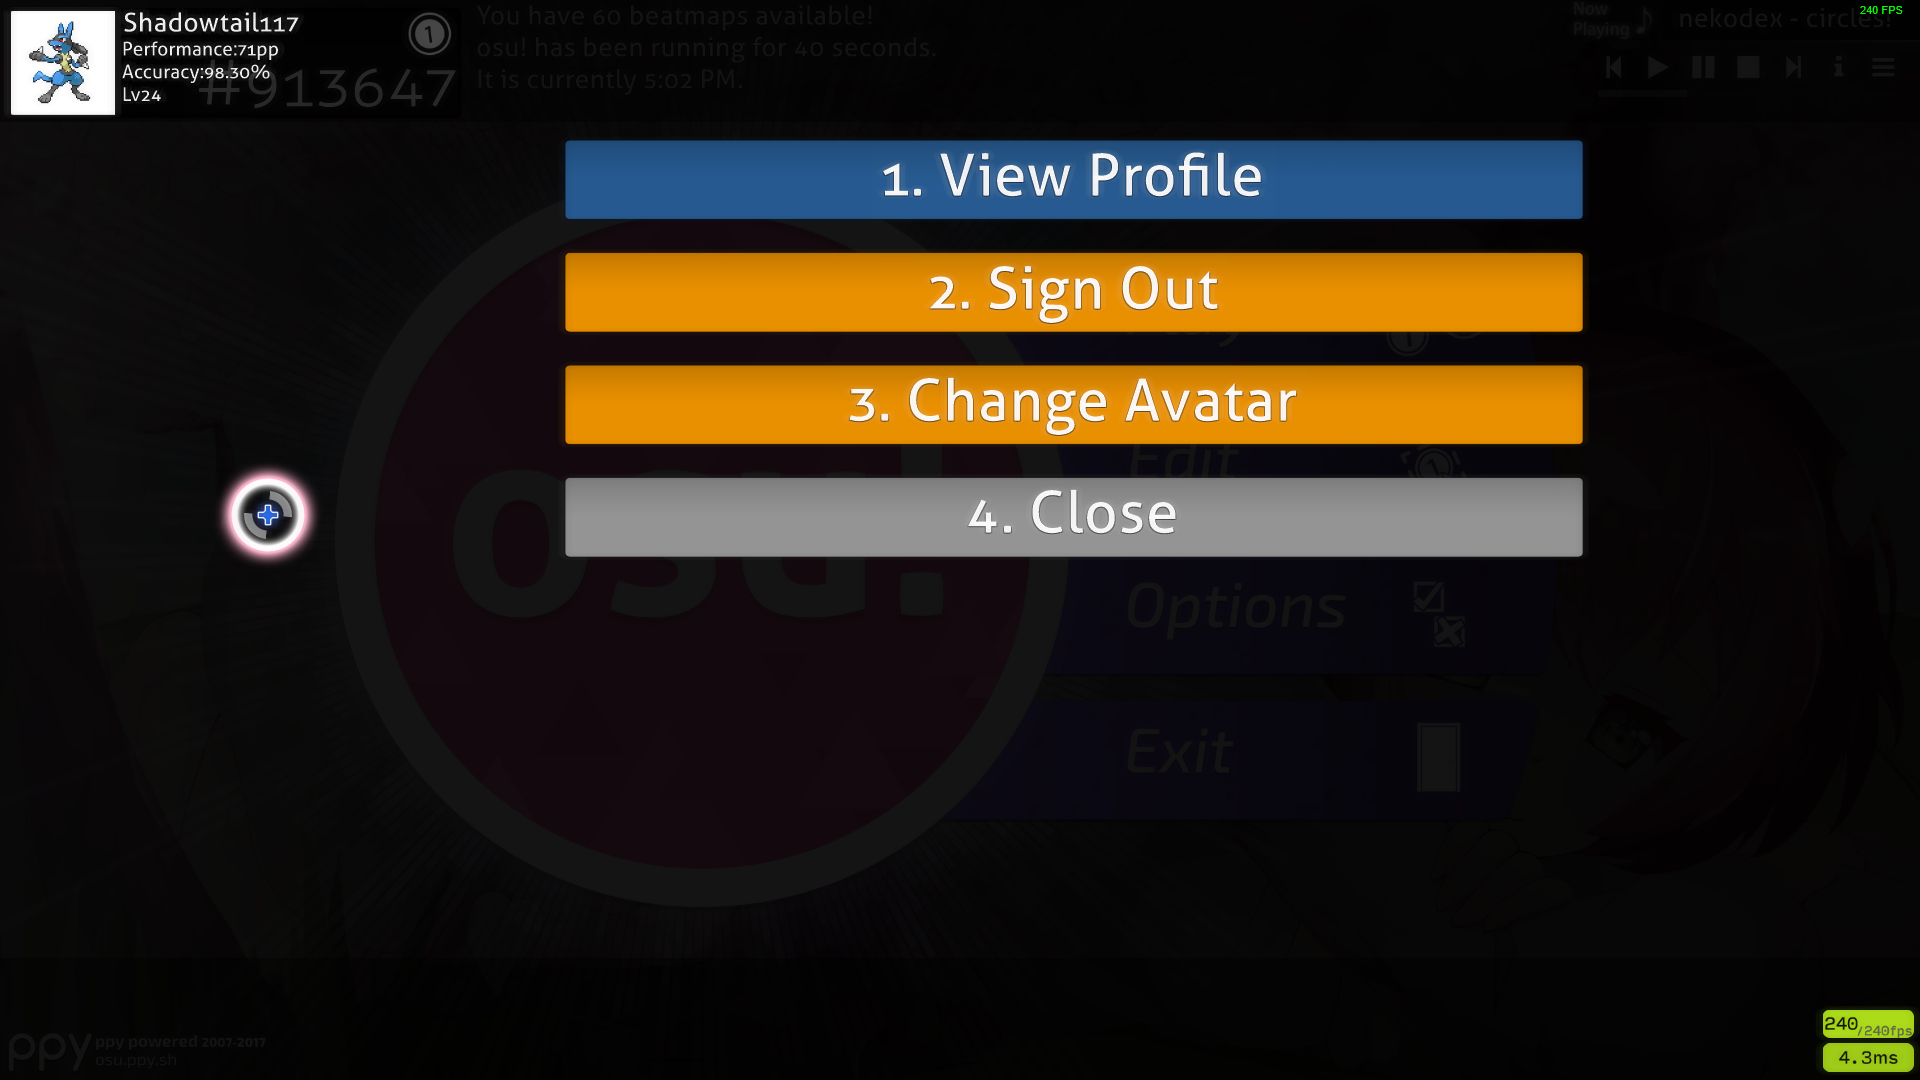 Shadowtail117
Performance:71pp
Accuracy:98.30%
Lv24
#913647
1
You have 60 beatmaps available!
osu! has been running for 40 seconds.
It is currently 5:02 PM.
Now Playing
nekodex - circles!
240 FPS
1. View Profile
2. Sign Out
3. Change Avatar
4. Close
osu!
Edit
Options
Exit
ppy
ppy powered 2007-2017
osu.ppy.sh
240/240fps
4.3ms